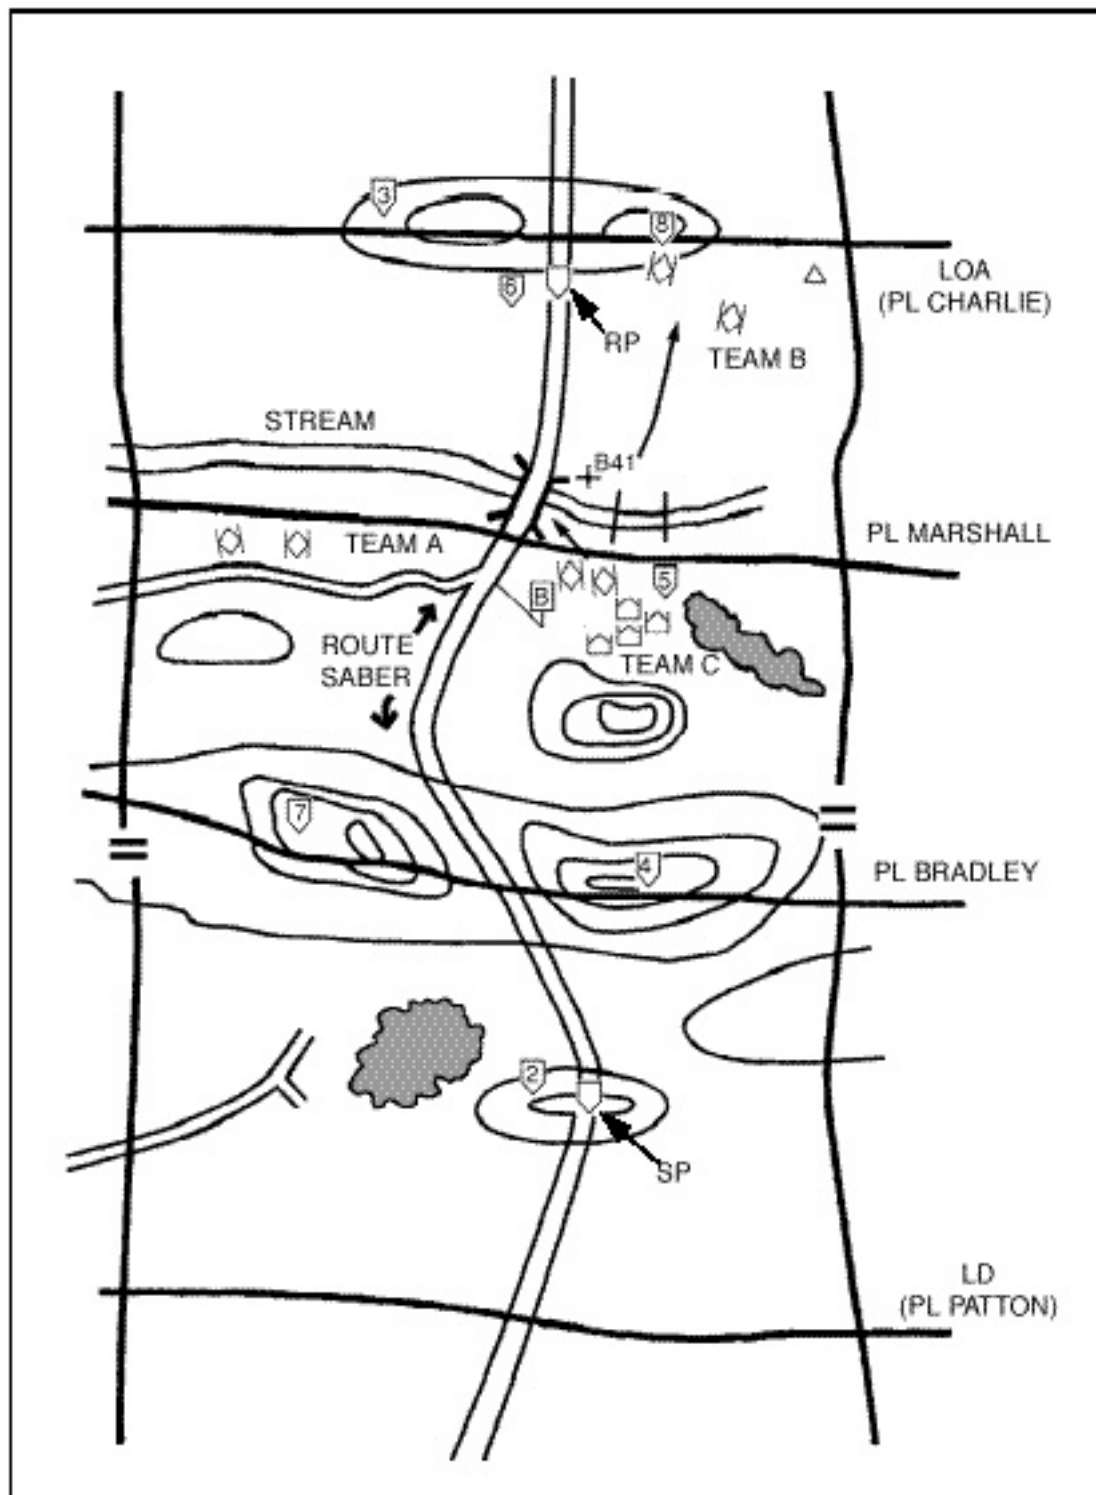 3
8
LOA
(PL CHARLIE)
6
RP
TEAM B
STREAM
B41
PL MARSHALL
TEAM A
B
5
ROUTE
SABER
TEAM C
7
4
PL BRADLEY
2
SP
LD
(PL PATTON)